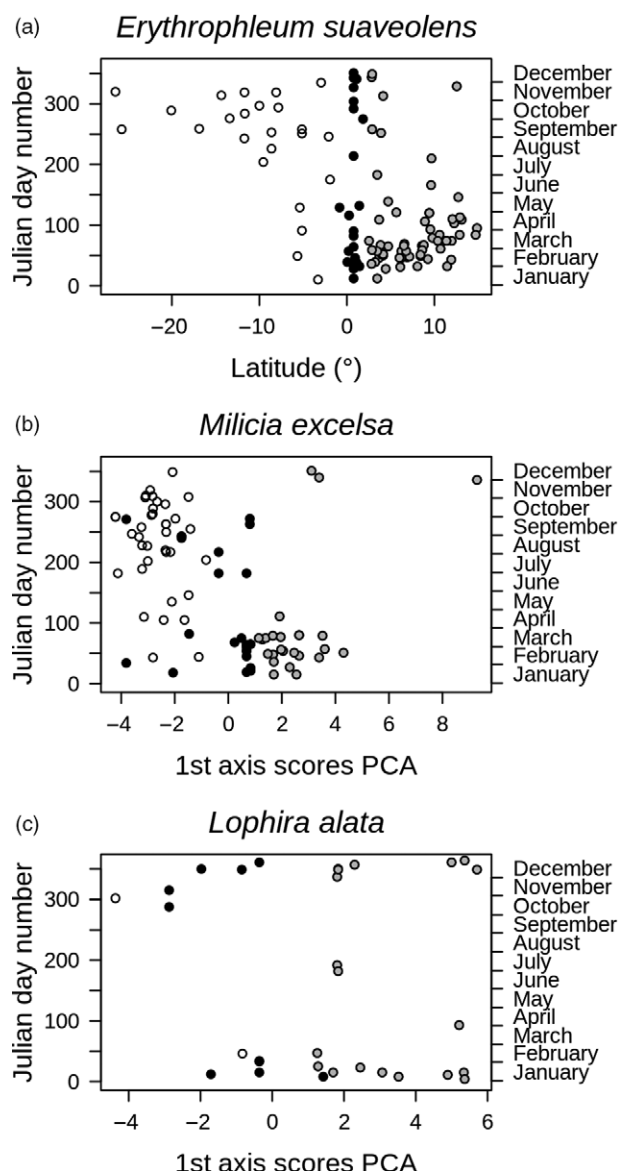 (a) Erythrophleum suaveolens
Julian day number
300
200
100
0
December
November
October
September
August
July
June
May
April
March
February
January
−20 −10 0 10
Latitude (°)
(b) Milicia excelsa
Julian day number
300
200
100
0
December
November
October
September
August
July
June
May
April
March
February
January
−4 −2 0 2 4 6 8
1st axis scores PCA
(c) Lophira alata
Julian day number
300
200
100
0
December
November
October
September
August
July
June
May
April
March
February
January
−4 −2 0 2 4 6
1st axis scores PCA